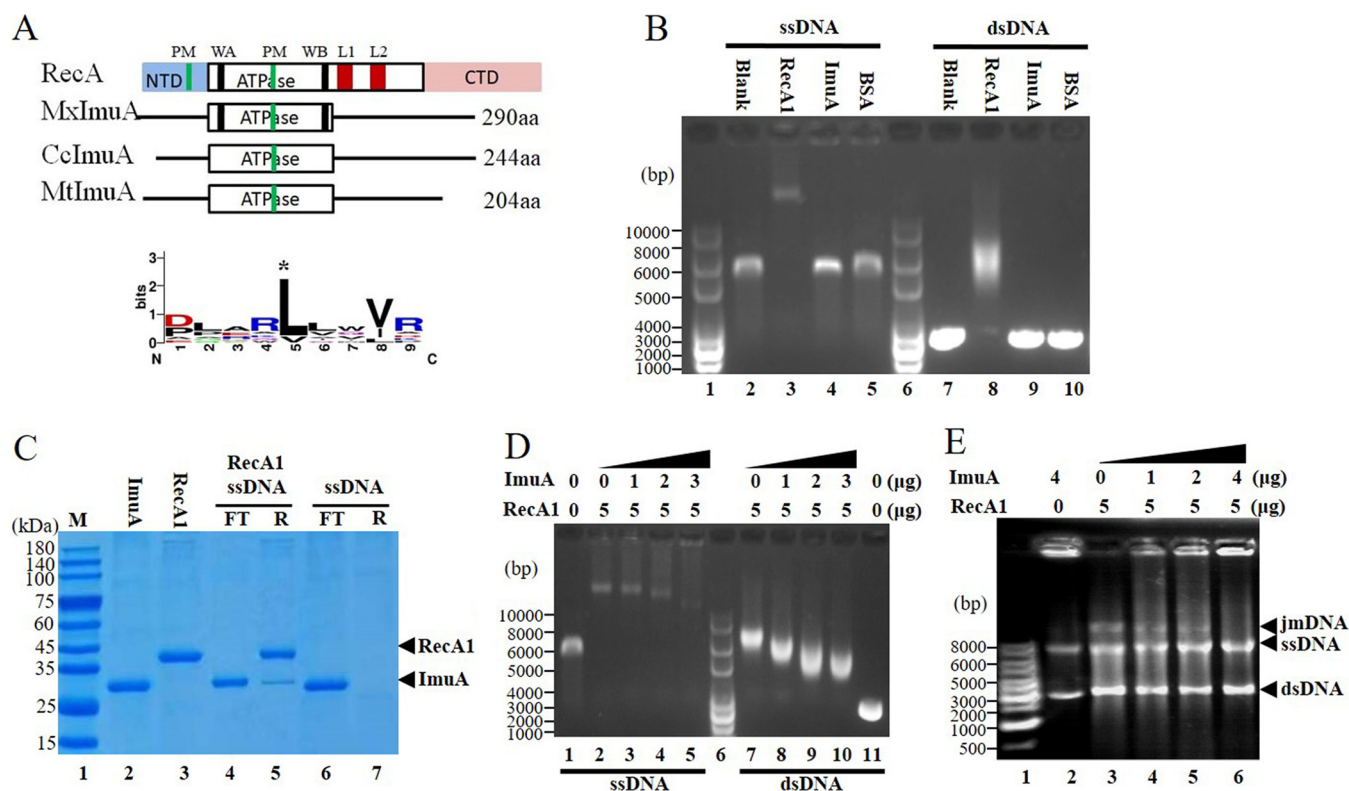 A
PM WA PM WB L1 L2
RecA NTD ATPase CTD
MxImuA ATPase 290aa
CcImuA ATPase 244aa
MtImuA ATPase 204aa
3
2
1
0
bits
*
L
V
D
R
R
1 2 3 4 5 6 7 8 9
N C
B
ssDNA dsDNA
Blank RecA1 ImuA BSA Blank RecA1 ImuA BSA
(bp)
10000
8000
6000
5000
4000
3000
2000
1000
1 2 3 4 5 6 7 8 9 10
C
RecA1
ssDNA ssDNA
ImuA RecA1
(kDa) M FT R FT R
180
140
100
75
60
45
35
25
15
RecA1
ImuA
1 2 3 4 5 6 7
D
ImuA 0 0 1 2 3 0 1 2 3 0 (μg)
RecA1 0 5 5 5 5 5 5 5 5 0 (μg)
(bp)
10000
8000
6000
5000
4000
3000
2000
1000
1 2 3 4 5 6 7 8 9 10 11
ssDNA dsDNA
E
ImuA 4 0 1 2 4 (μg)
RecA1 0 5 5 5 5 (μg)
(bp)
8000
6000
5000
4000
3000
2000
1000
500
jmDNA
ssDNA
dsDNA
1 2 3 4 5 6